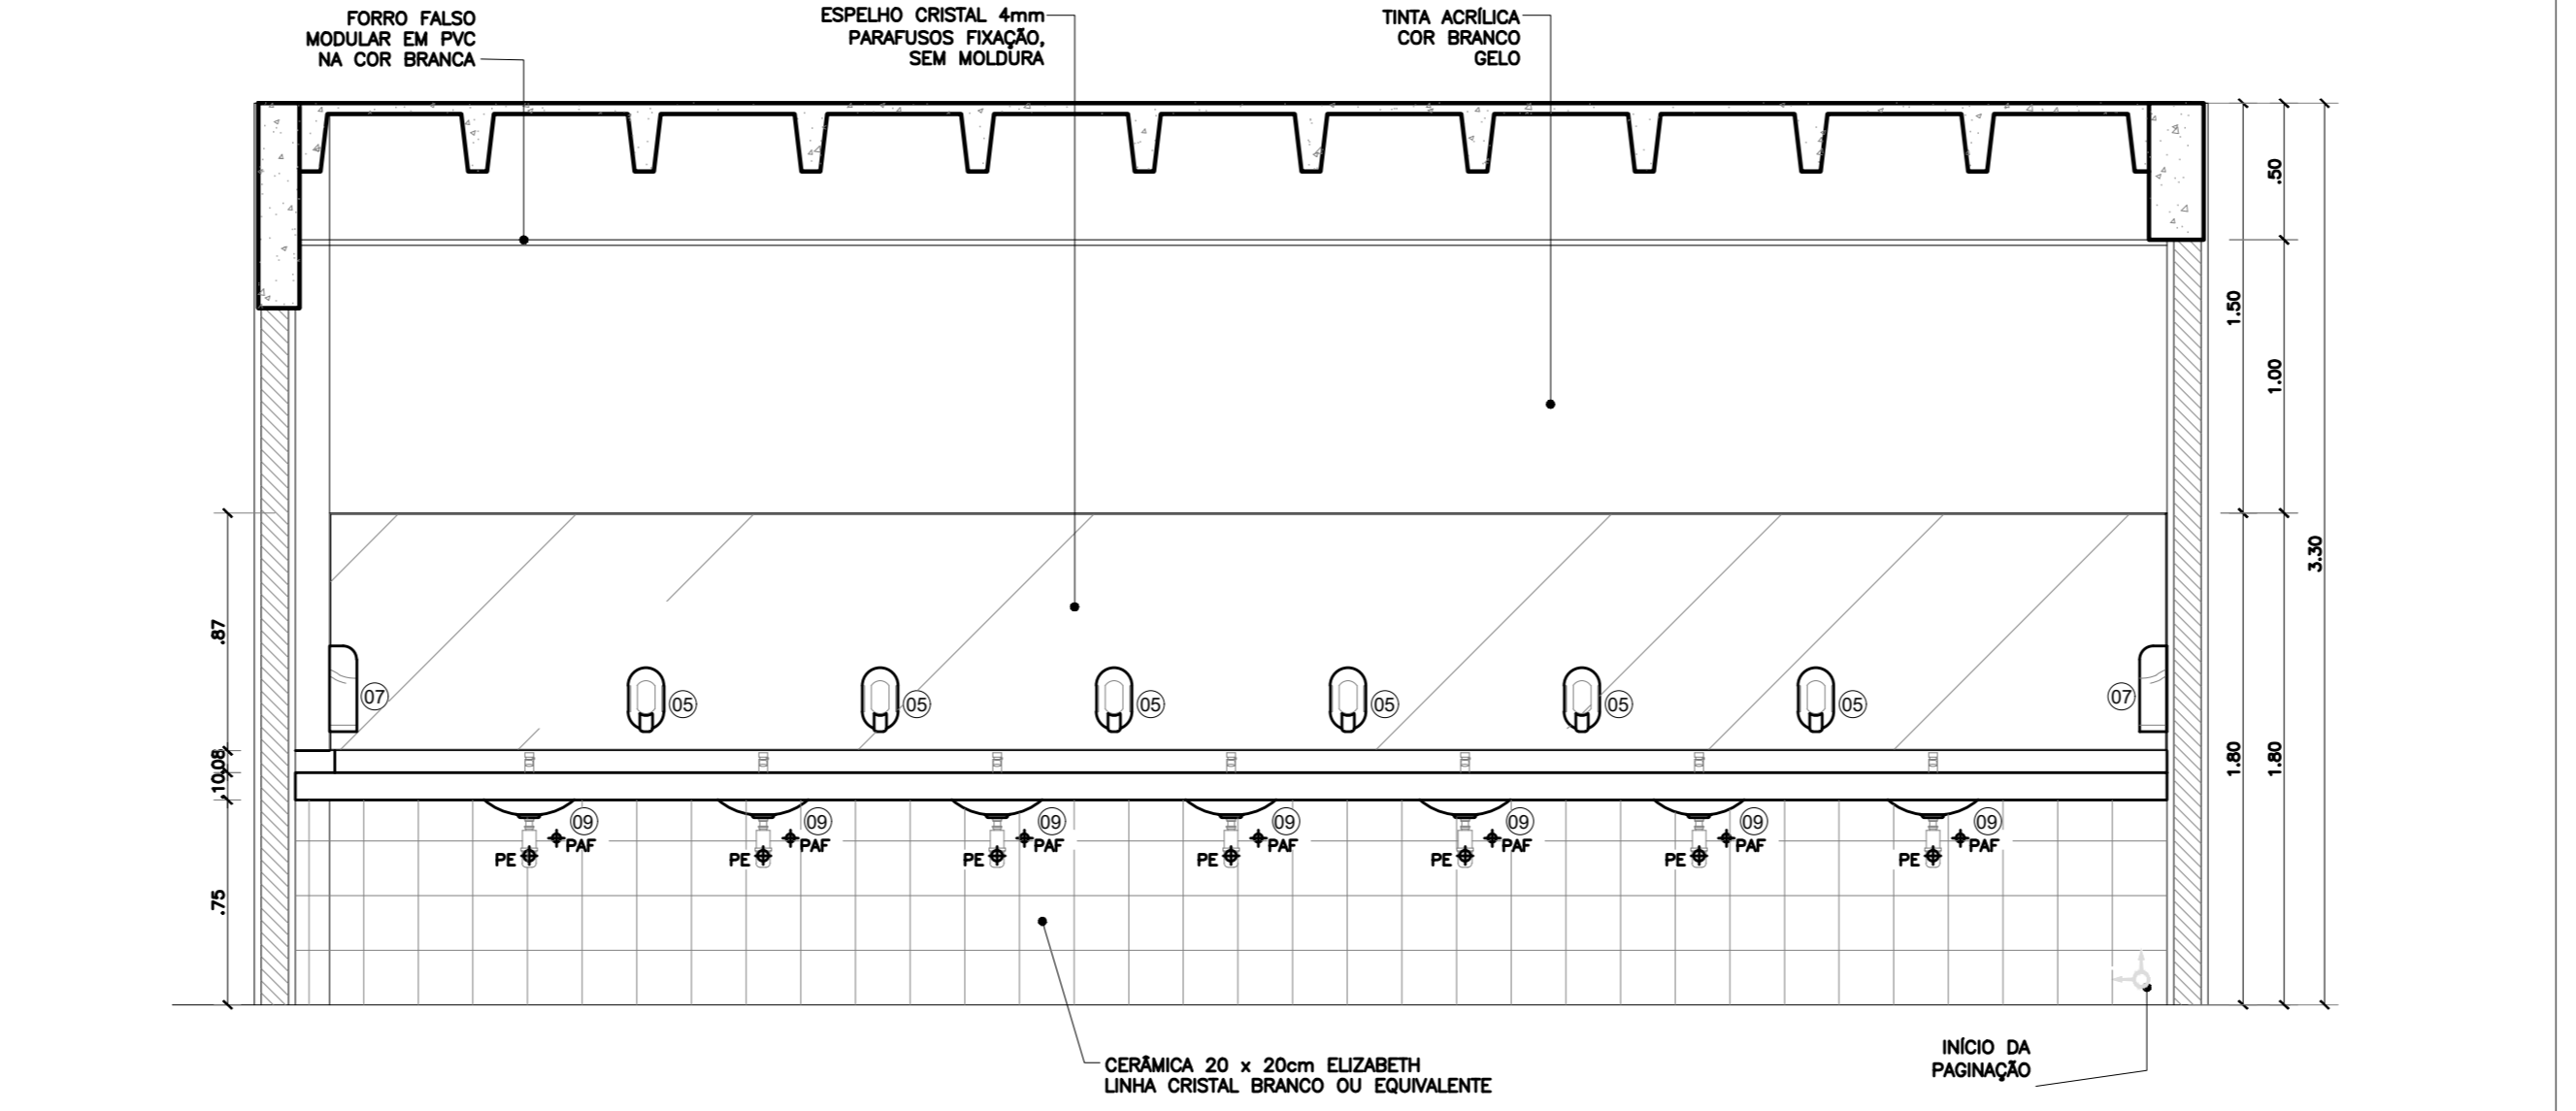 FORRO FALSO
MODULAR EM PVC
NA COR BRANCA
ESPELHO CRISTAL 4mm
PARAFUSOS FIXAÇÃO,
SEM MOLDURA
TINTA ACRÍLICA
COR BRANCO
GELO
.50
1.50
1.00
3.30
1.80
1.80
.87
.08
.10
.75
07
05
05
05
05
05
05
07
09
09
09
09
09
09
09
PE PAF
PE PAF
PE PAF
PE PAF
PE PAF
PE PAF
PE PAF
CERÂMICA 20 x 20cm ELIZABETH
LINHA CRISTAL BRANCO OU EQUIVALENTE
INÍCIO DA
PAGINAÇÃO